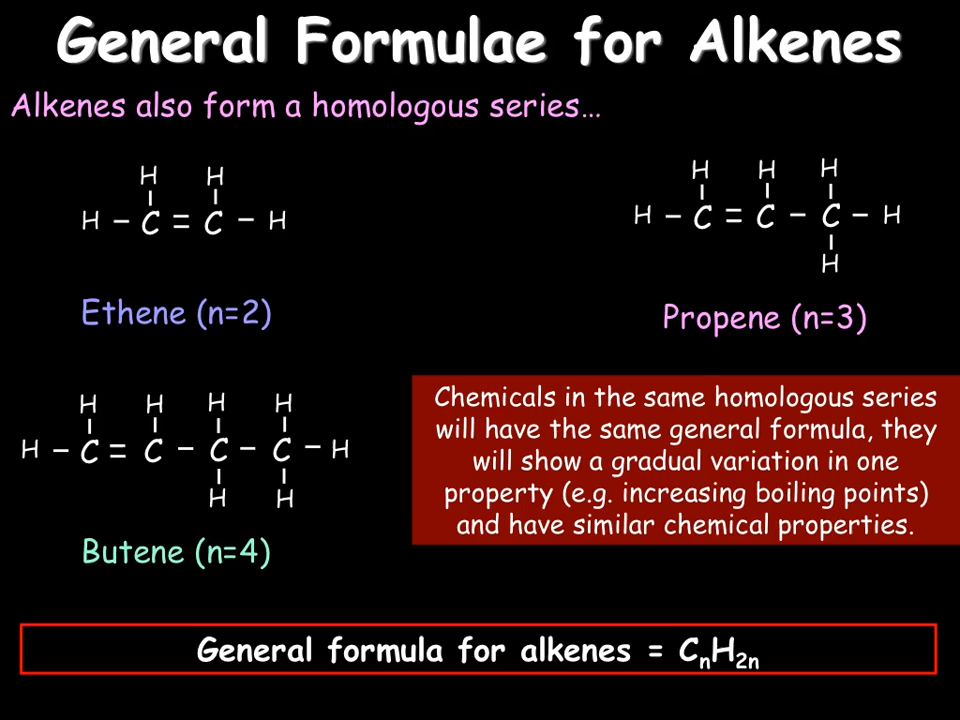 General Formulae for Alkenes
Alkenes also form a homologous series…
H H
H – C = C – H
H H H
H – C = C – C – H
H
Ethene (n=2)
Propene (n=3)
H H H H
H – C = C – C – C – H
H H
Butene (n=4)
Chemicals in the same homologous series
will have the same general formula, they
will show a gradual variation in one
property (e.g. increasing boiling points)
and have similar chemical properties.
General formula for alkenes = CₙH₂ₙ